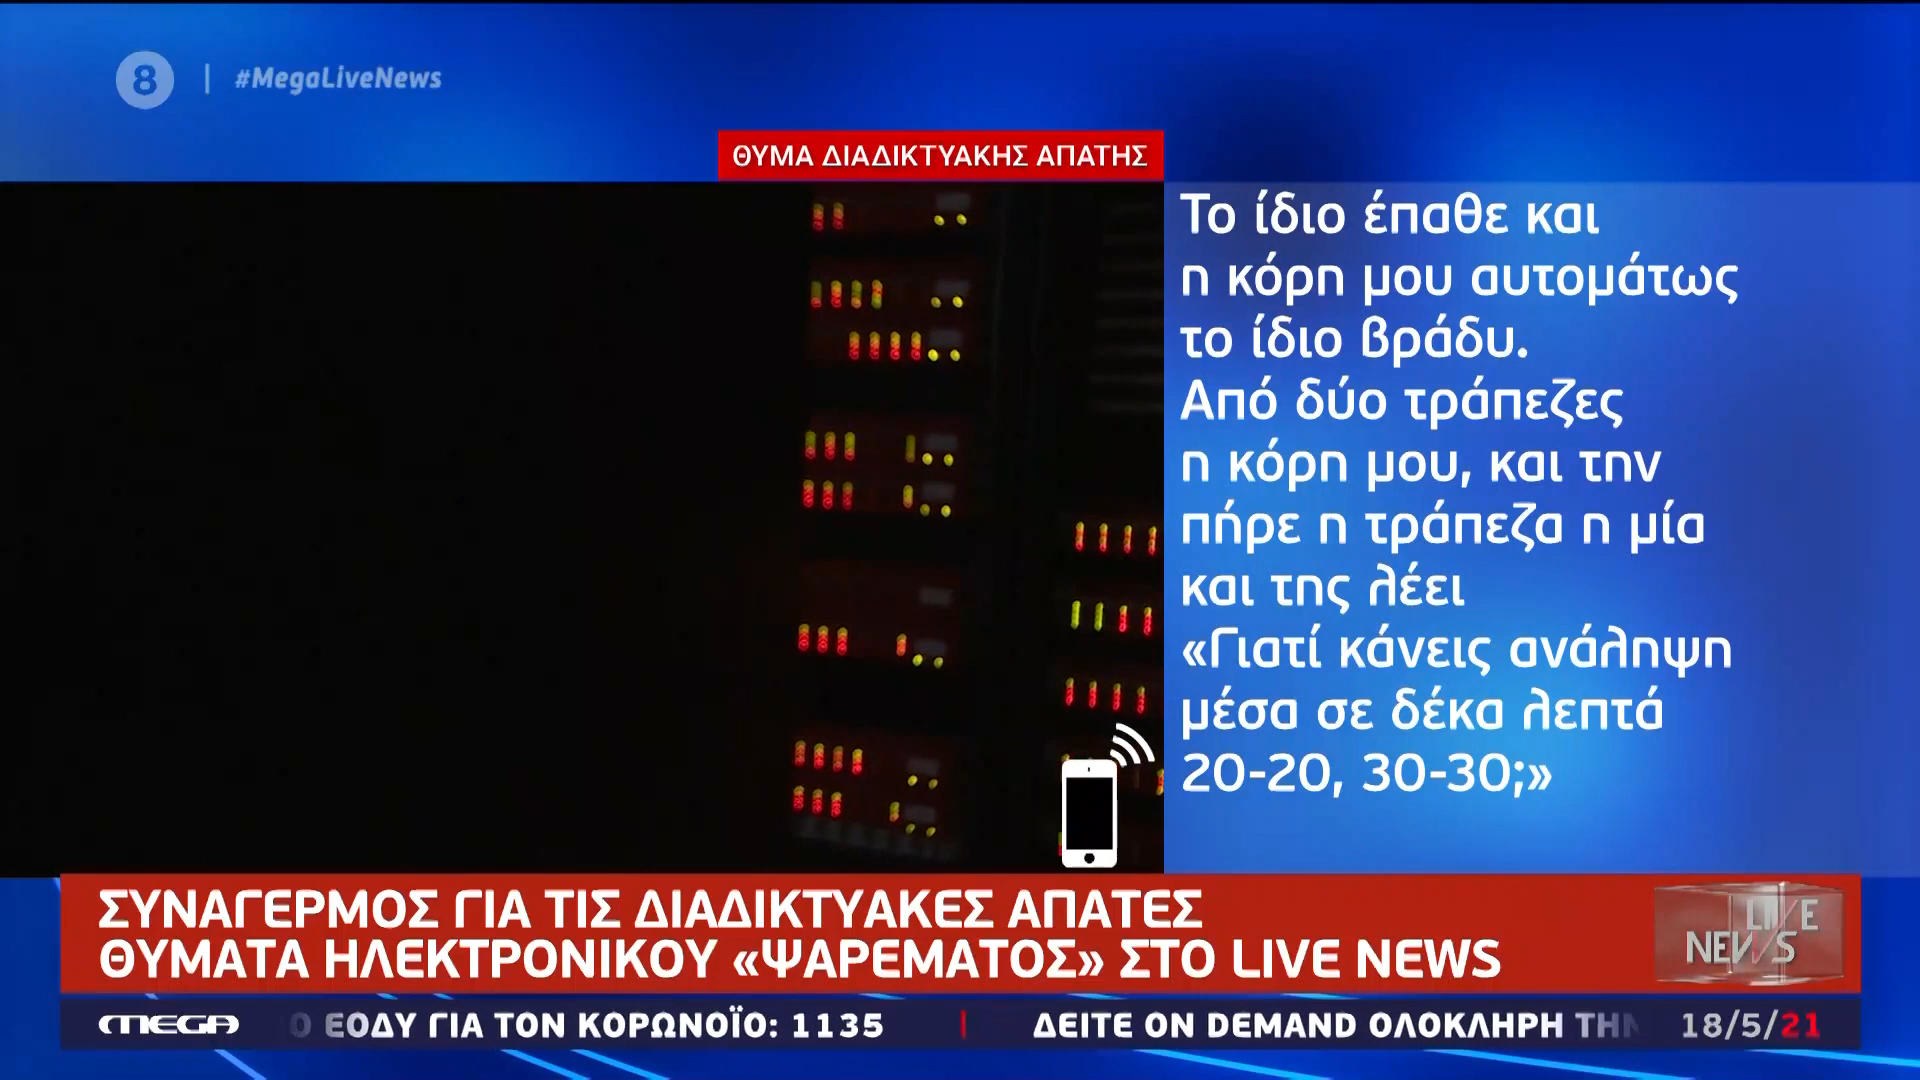 8 | #MegaLiveNews
ΘΥΜΑ ΔΙΑΔΙΚΤΥΑΚΗΣ ΑΠΑΤΗΣ
Το ίδιο έπαθε και
η κόρη μου αυτομάτως
το ίδιο βράδυ.
Από δύο τράπεζες
η κόρη μου, και την
πήρε η τράπεζα η μία
και της λέει
«Γιατί κάνεις ανάληψη
μέσα σε δέκα λεπτά
20-20, 30-30;»
ΣΥΝΑΓΕΡΜΟΣ ΓΙΑ ΤΙΣ ΔΙΑΔΙΚΤΥΑΚΕΣ ΑΠΑΤΕΣ
ΘΥΜΑΤΑ ΗΛΕΚΤΡΟΝΙΚΟΥ «ΨΑΡΕΜΑΤΟΣ» ΣΤΟ LIVE NEWS
LIVE
NEWS
MEGA Ο ΕΟΔΥ ΓΙΑ ΤΟΝ ΚΟΡΩΝΟΪΟ: 1135 | ΔΕΙΤΕ ON DEMAND ΟΛΟΚΛΗΡΗ ΤΗΝ 18/5/21